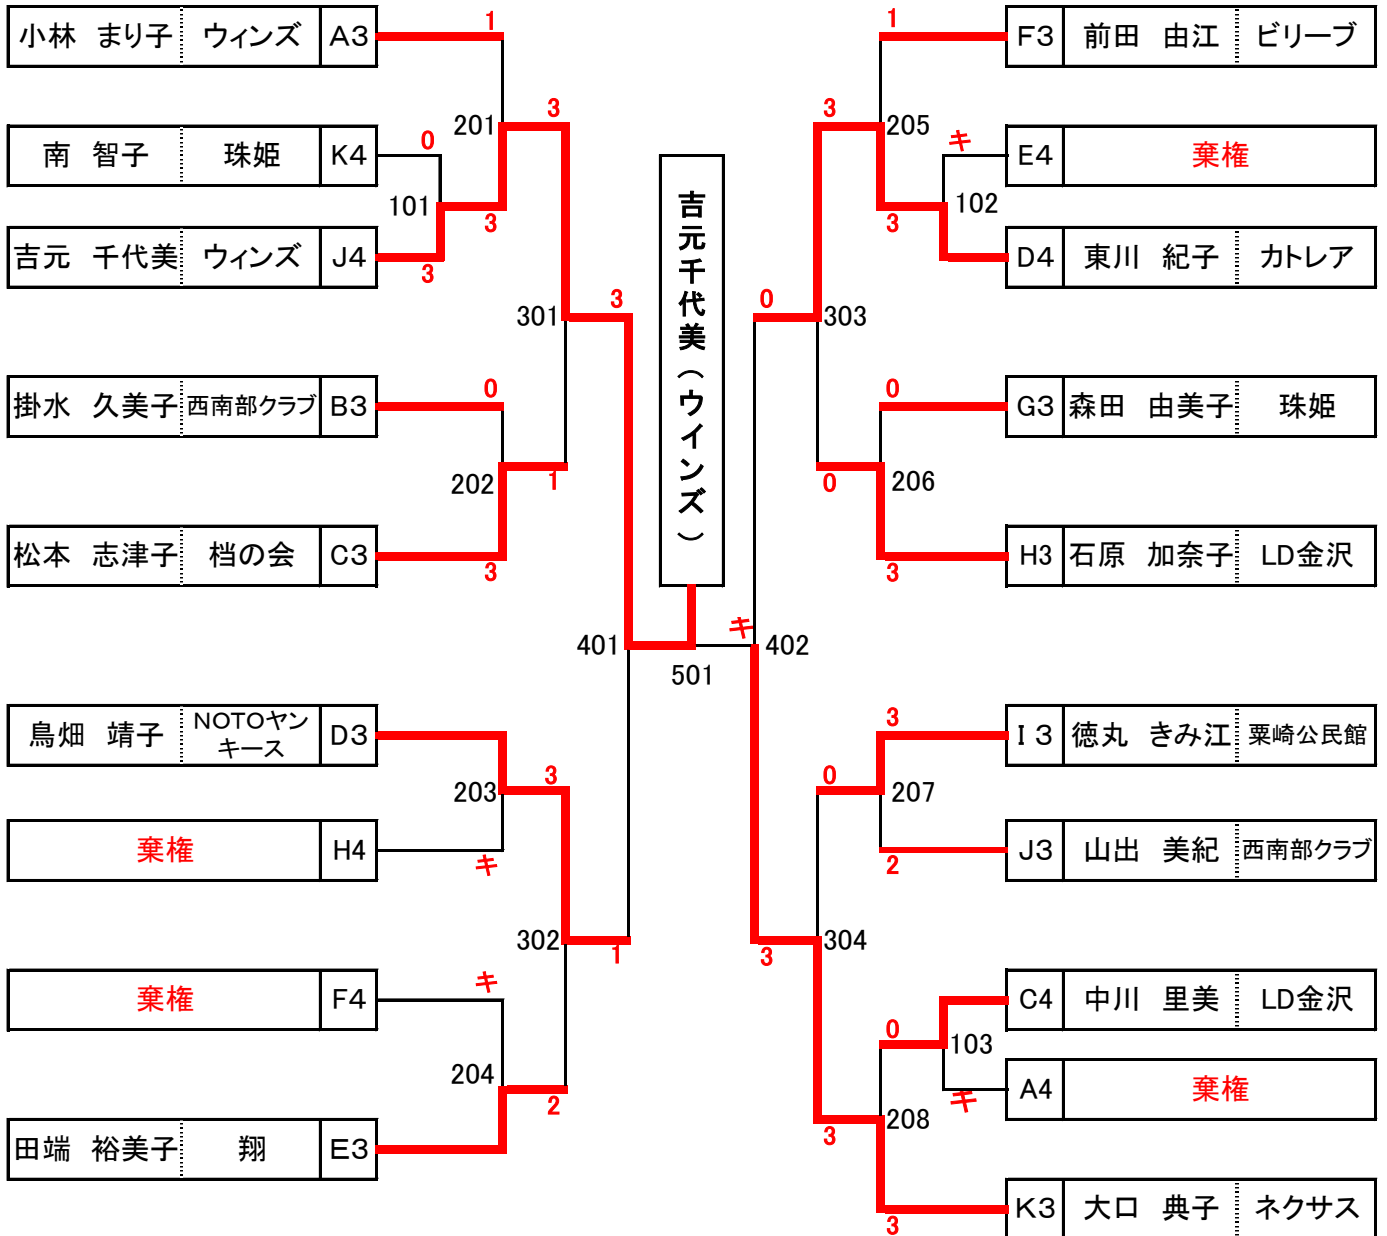 小林　まり子 ウィンズ A3
1
201
3
南　智子 珠姫 K4
0
101
3
吉元　千代美 ウィンズ J4
3
301
3
掛水　久美子 西南部クラブ B3
0
202
1
松本　志津子 档の会 C3
3
401
501
鳥畑　靖子 NOTOヤン
キース D3
203
3
棄権 H4
キ
302
1
棄権 F4
キ
204
2
田端　裕美子 翔 E3
吉元千代美（ウインズ）
1
F3 前田　由江 ビリーブ
3
205
キ
E4 棄権
102
3
D4 東川　紀子 カトレア
0
303
0
G3 森田　由美子 珠姫
0
206
3
H3 石原　加奈子 LD金沢
キ
402
3
I 3 徳丸　きみ江 粟崎公民館
0
207
2
J3 山出　美紀 西南部クラブ
3
304
C4 中川　里美 LD金沢
0
103
キ
A4 棄権
3
208
3
K3 大口　典子 ネクサス